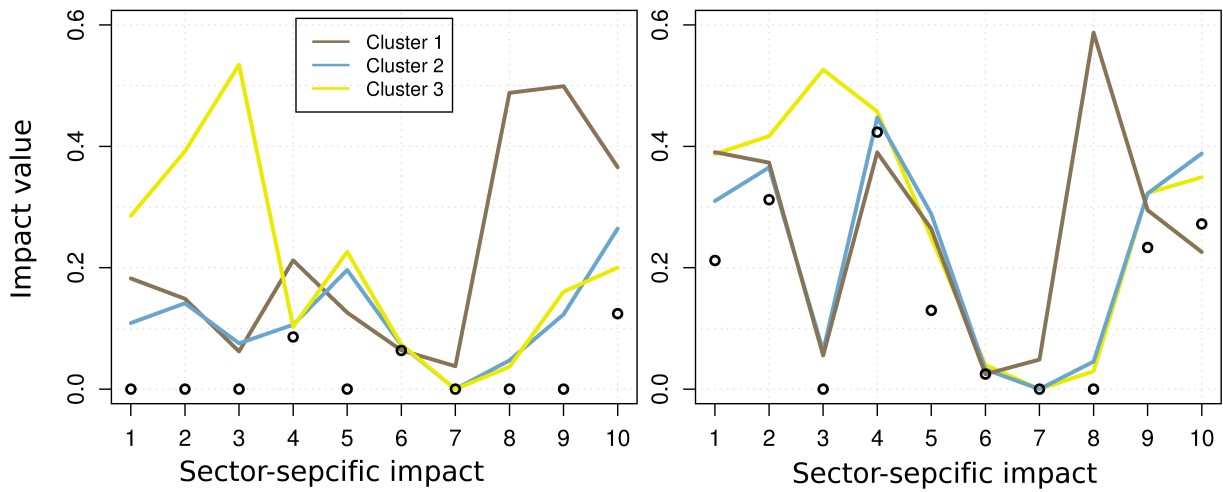 0.6
0.4
0.2
0.0
Impact value
Cluster 1
Cluster 2
Cluster 3
1 2 3 4 5 6 7 8 9 10
Sector-sepcific impact
0.6
0.4
0.2
0.0
1 2 3 4 5 6 7 8 9 10
Sector-sepcific impact